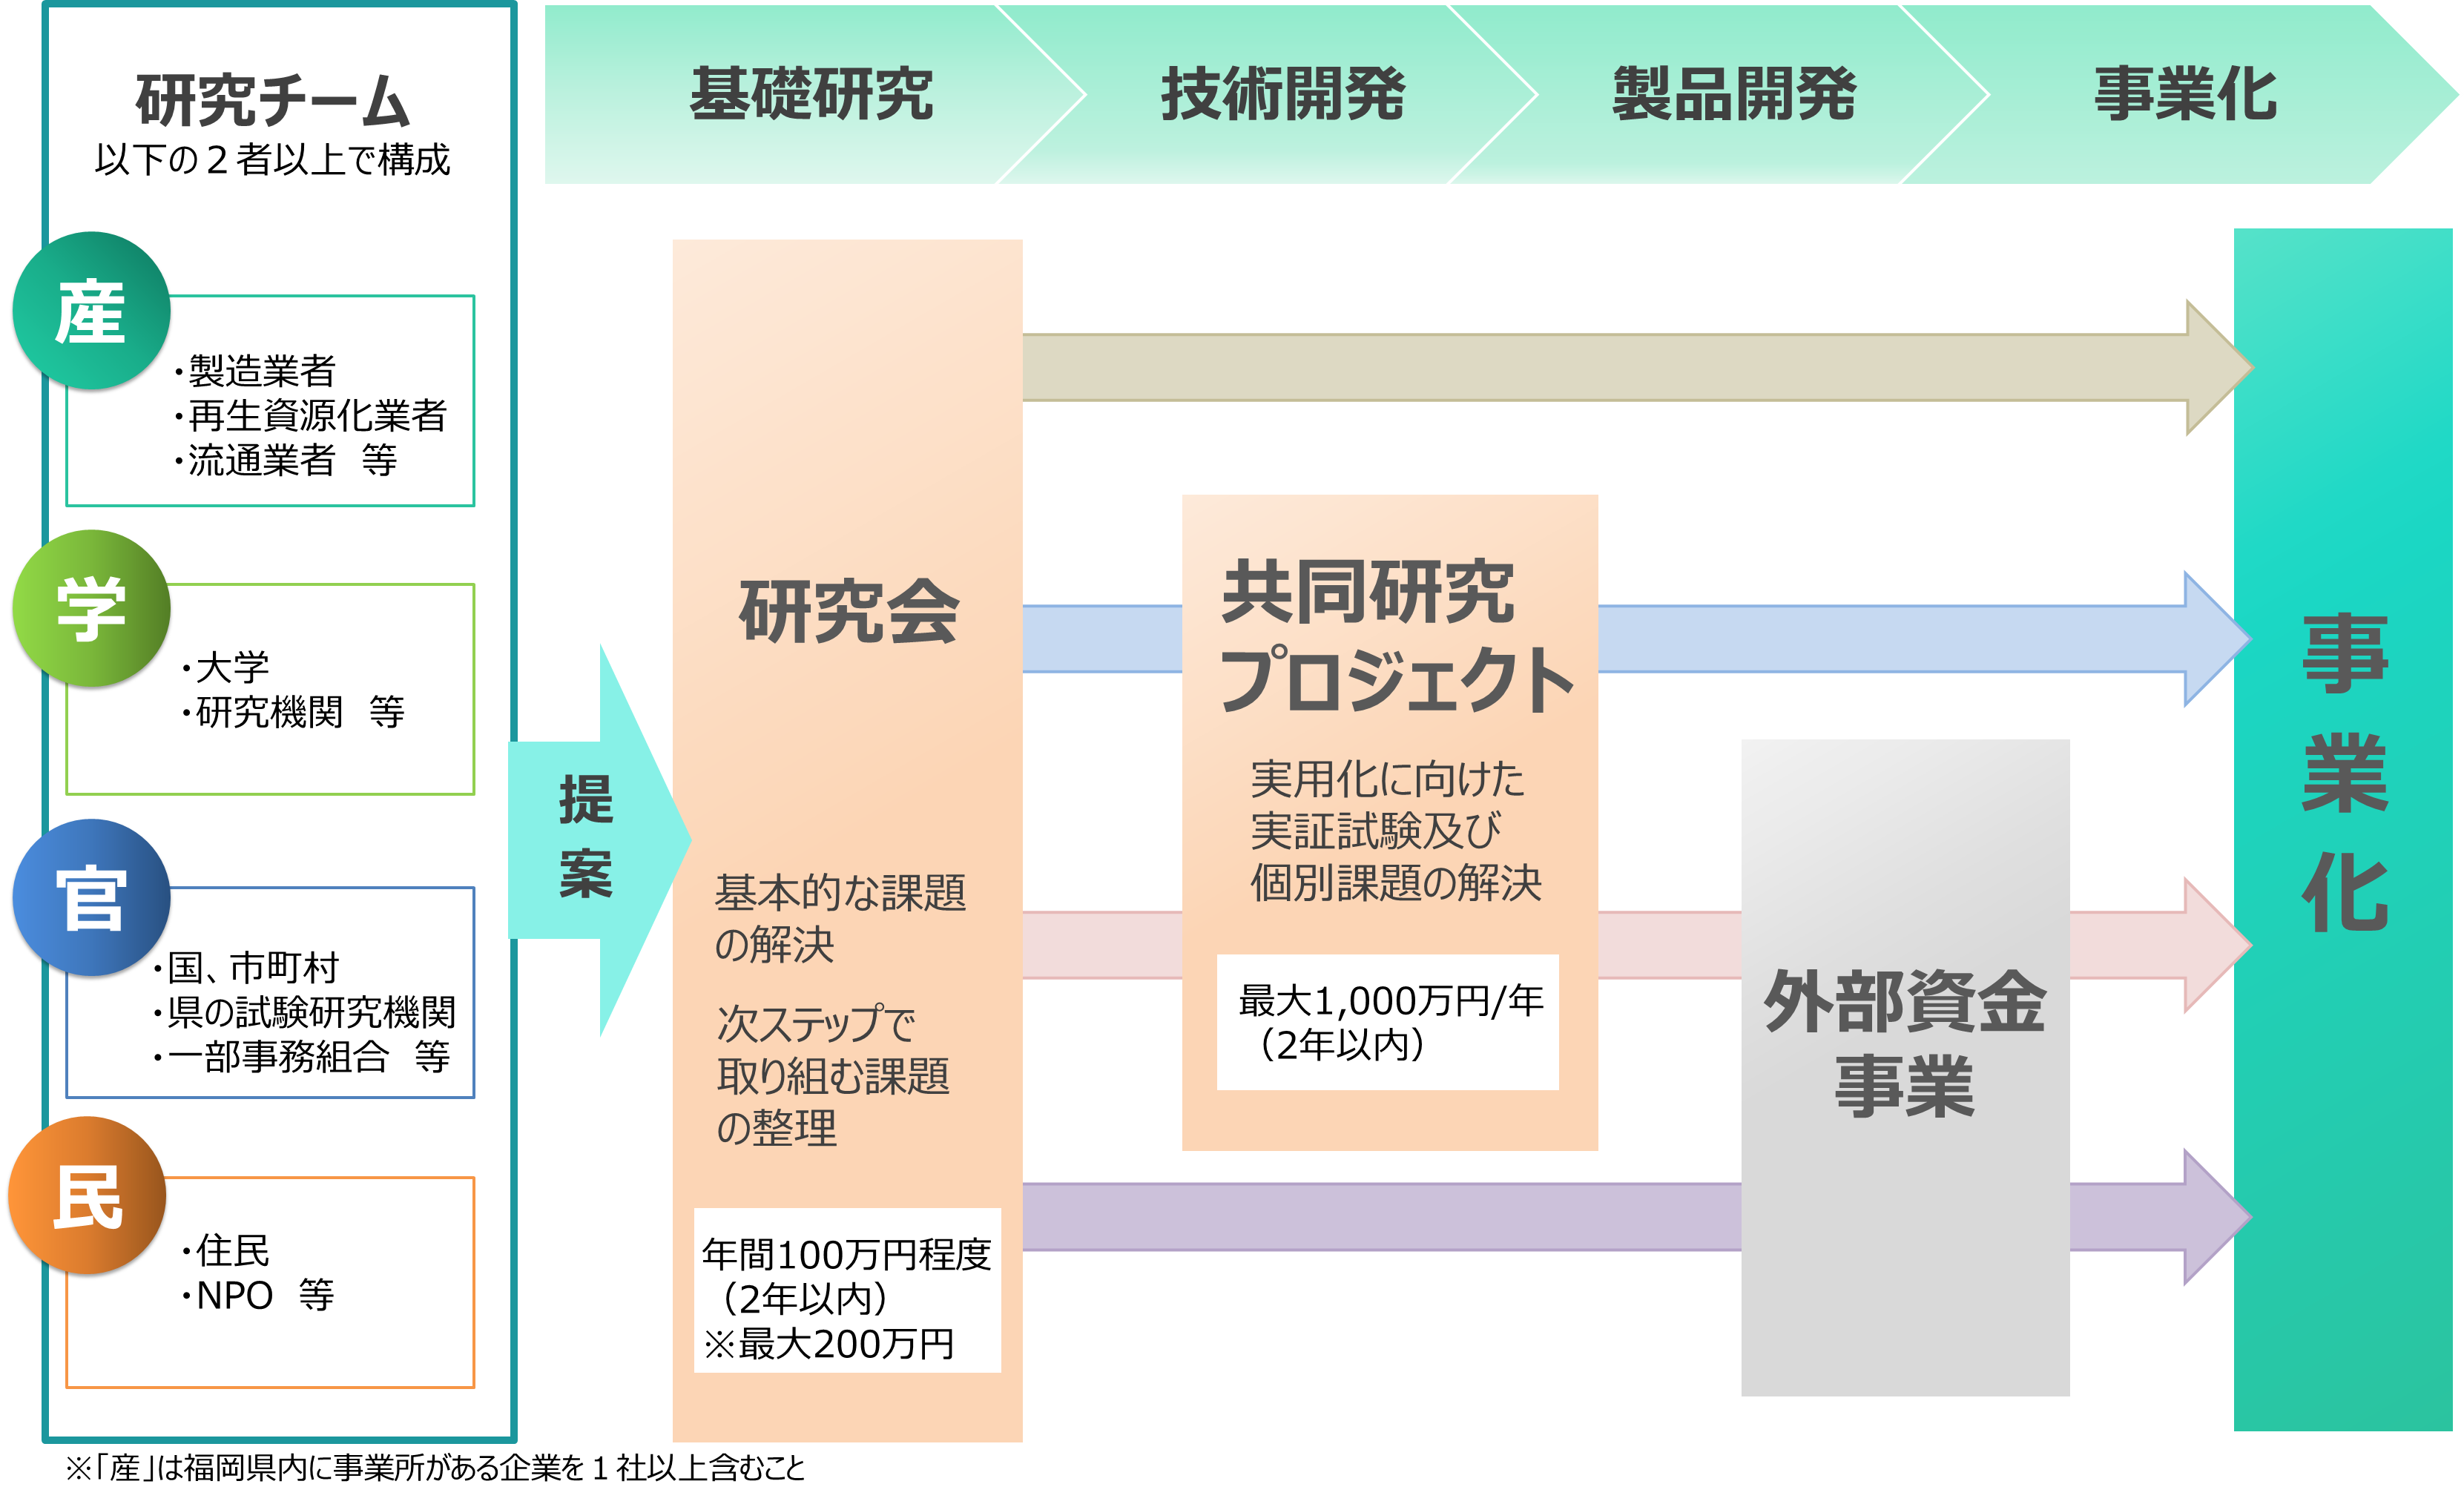 研究チーム
以下の２者以上で構成
産
・製造業者
・再生資源化業者
・流通業者　等
学
・大学
・研究機関　等
官
・国、市町村
・県の試験研究機関
・一部事務組合　等
民
・住民
・NPO　等
※「産」は福岡県内に事業所がある企業を１社以上含むこと
提
案
基礎研究
技術開発
製品開発
事業化
研究会
基本的な課題
の解決
次ステップで
取り組む課題
の整理
年間100万円程度
（2年以内）
※最大200万円
共同研究
プロジェクト
実用化に向けた
実証試験及び
個別課題の解決
最大1,000万円/年
（2年以内）
外部資金
事業
事
業
化